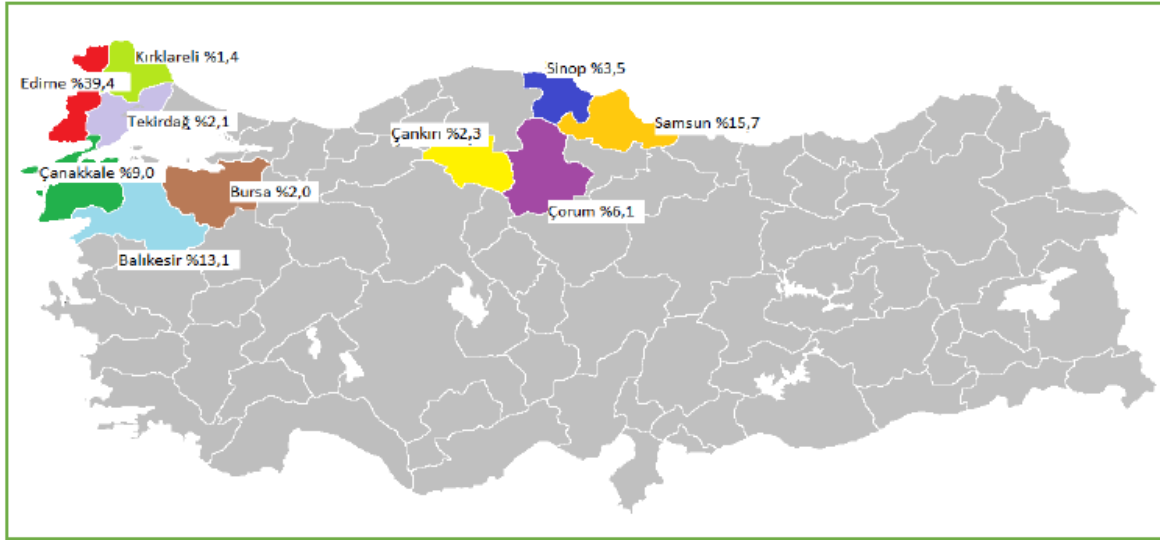 Kırklareli %1,4
Edirne %39,4
Tekirdağ %2,1
Çanakkale %9,0
Bursa %2,0
Balıkesir %13,1
Sinop %3,5
Samsun %15,7
Çankırı %2,3
Çorum %6,1